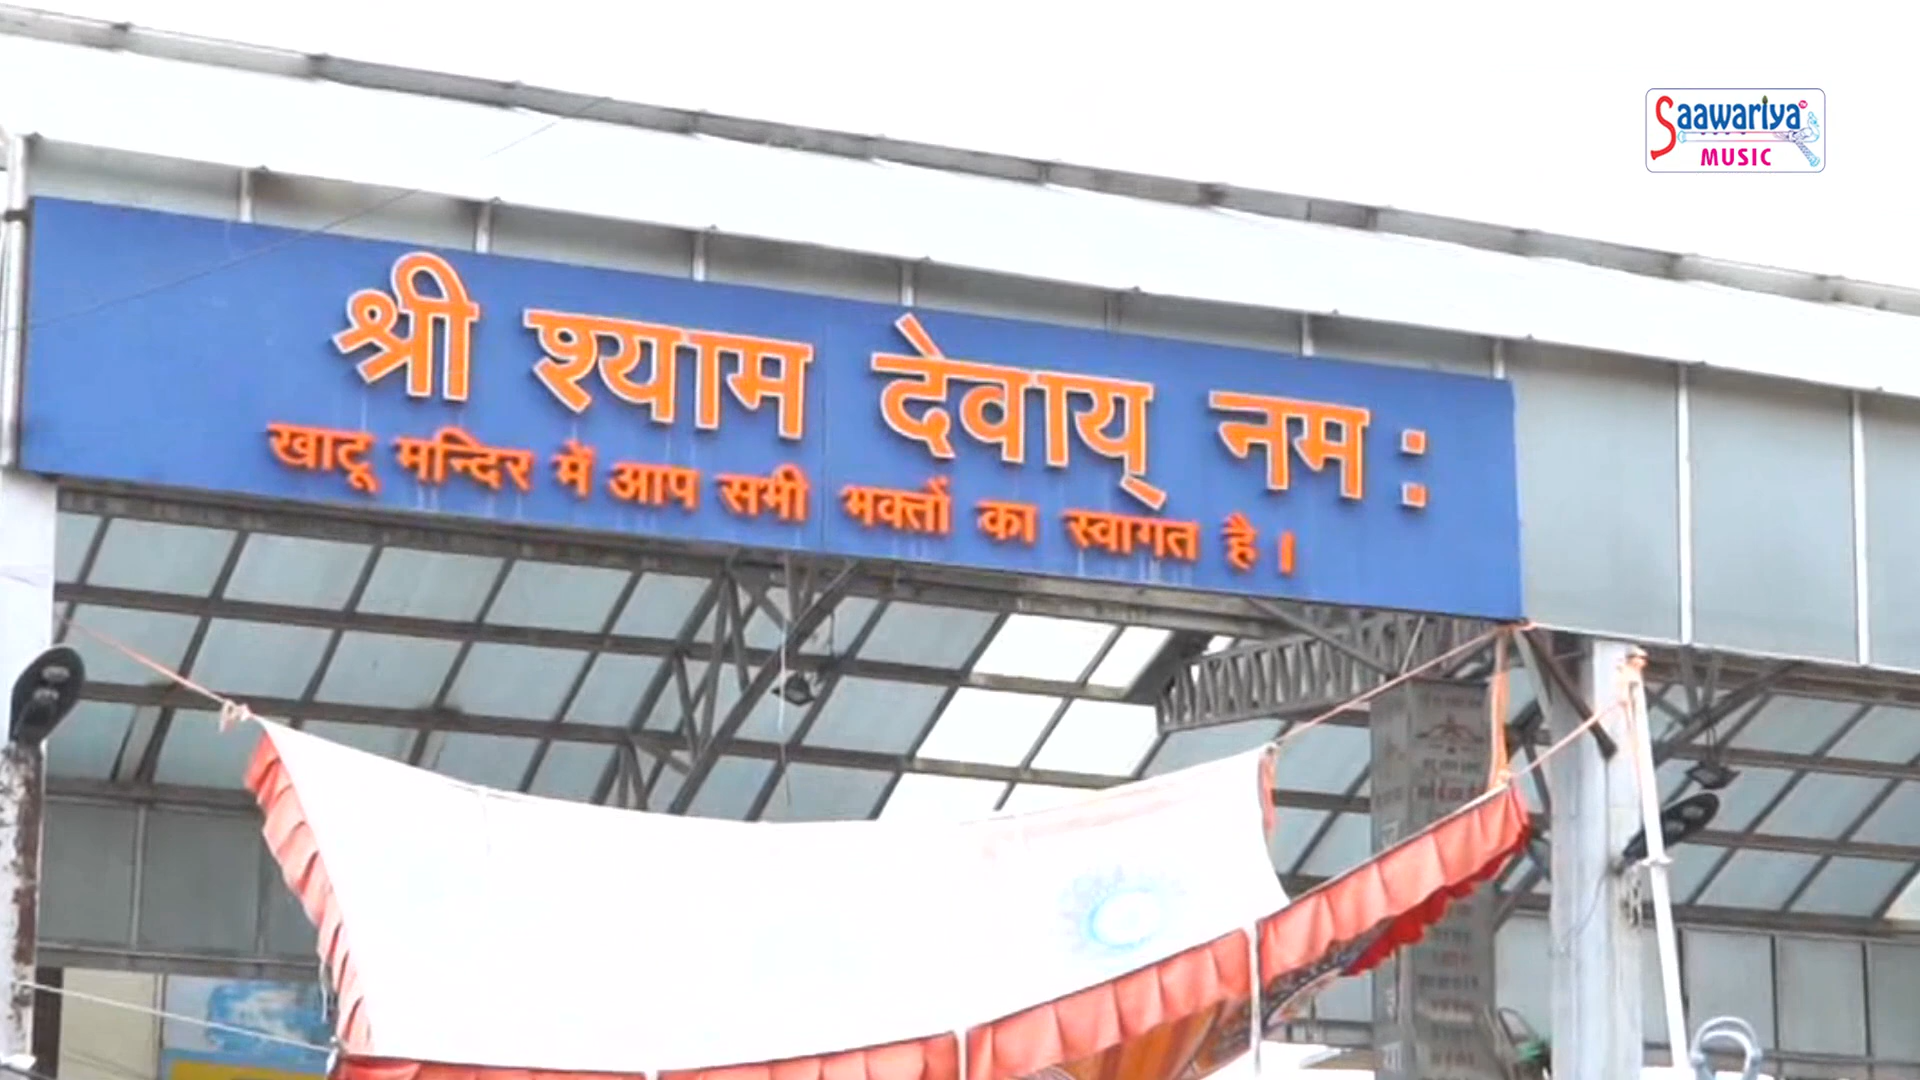 श्री श्याम देवाय् नम :
खाटू मन्दिर में आप सभी भक्तों का स्वागत है ।
Saawariya
MUSIC